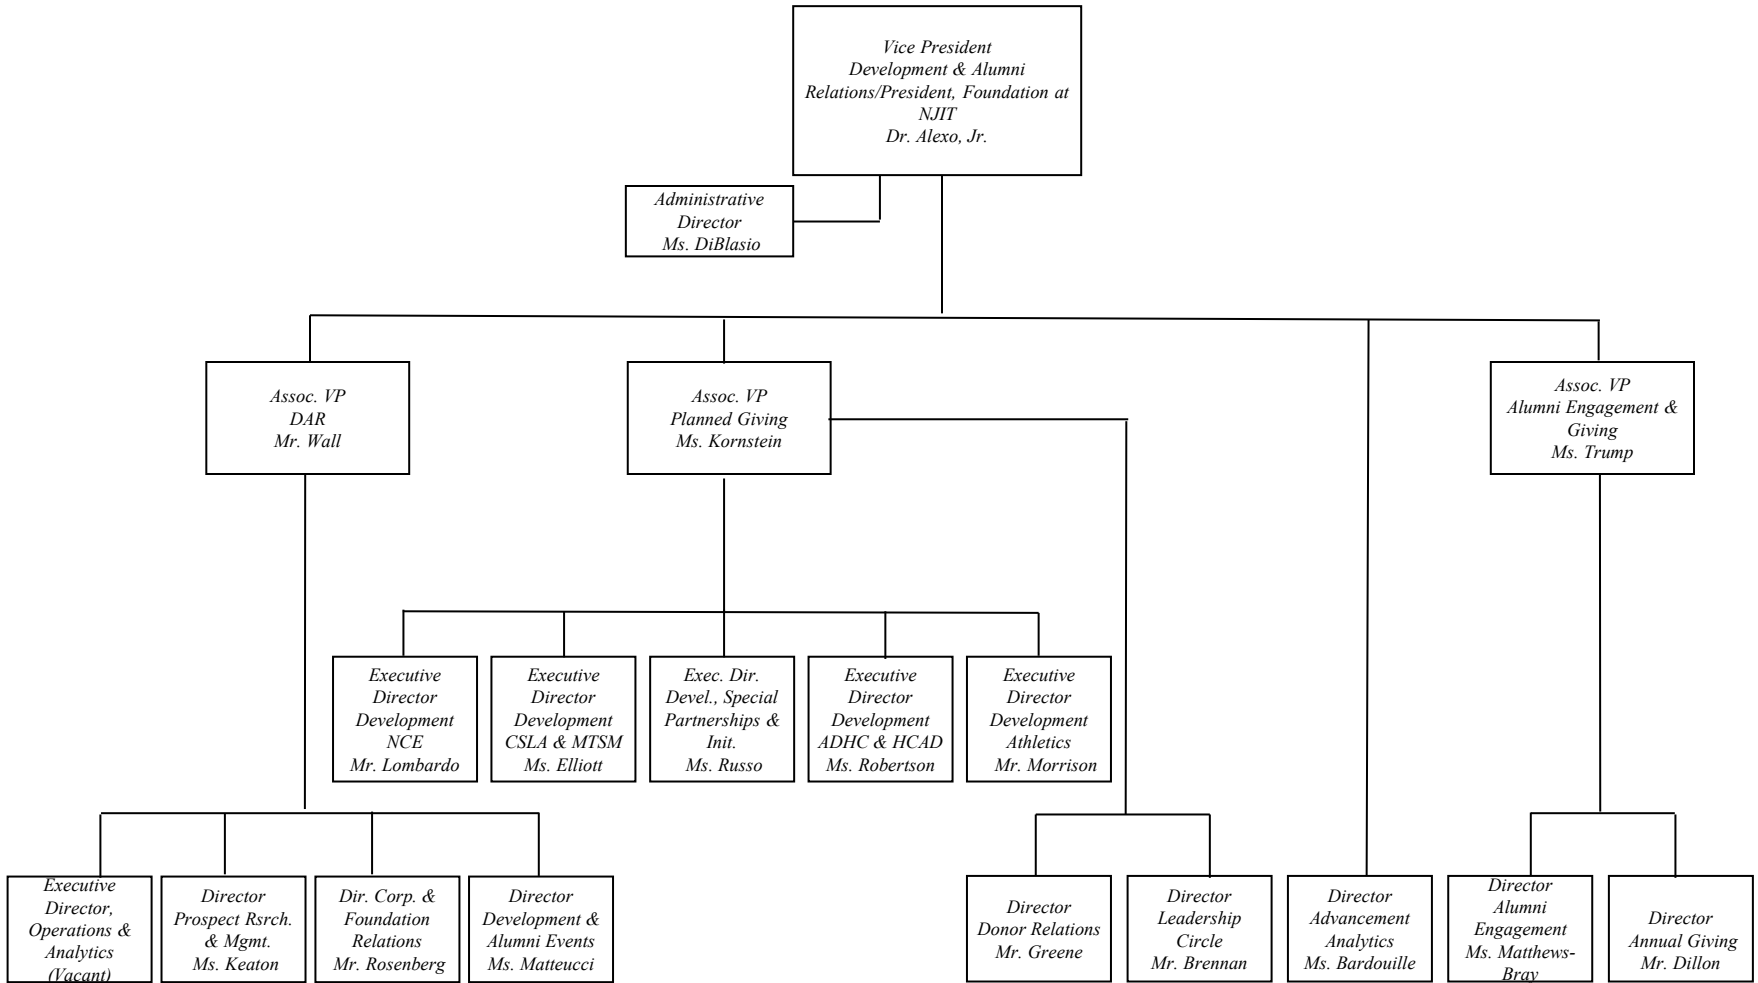 Vice President
Development & Alumni
Relations/President, Foundation at
NJIT
Dr. Alexo, Jr.
Administrative
Director
Ms. DiBlasio
Assoc. VP
DAR
Mr. Wall
Assoc. VP
Planned Giving
Ms. Kornstein
Assoc. VP
Alumni Engagement &
Giving
Ms. Trump
Executive
Director
Development
NCE
Mr. Lombardo
Executive
Director
Development
CSLA & MTSM
Ms. Elliott
Exec. Dir.
Devel., Special
Partnerships &
Init.
Ms. Russo
Executive
Director
Development
ADHC & HCAD
Ms. Robertson
Executive
Director
Development
Athletics
Mr. Morrison
Executive
Director,
Operations &
Analytics
(Vacant)
Director
Prospect Rsrch.
& Mgmt.
Ms. Keaton
Dir. Corp. &
Foundation
Relations
Mr. Rosenberg
Director
Development &
Alumni Events
Ms. Matteucci
Director
Donor Relations
Mr. Greene
Director
Leadership
Circle
Mr. Brennan
Director
Advancement
Analytics
Ms. Bardouille
Director
Alumni
Engagement
Ms. Matthews-
Bray
Director
Annual Giving
Mr. Dillon